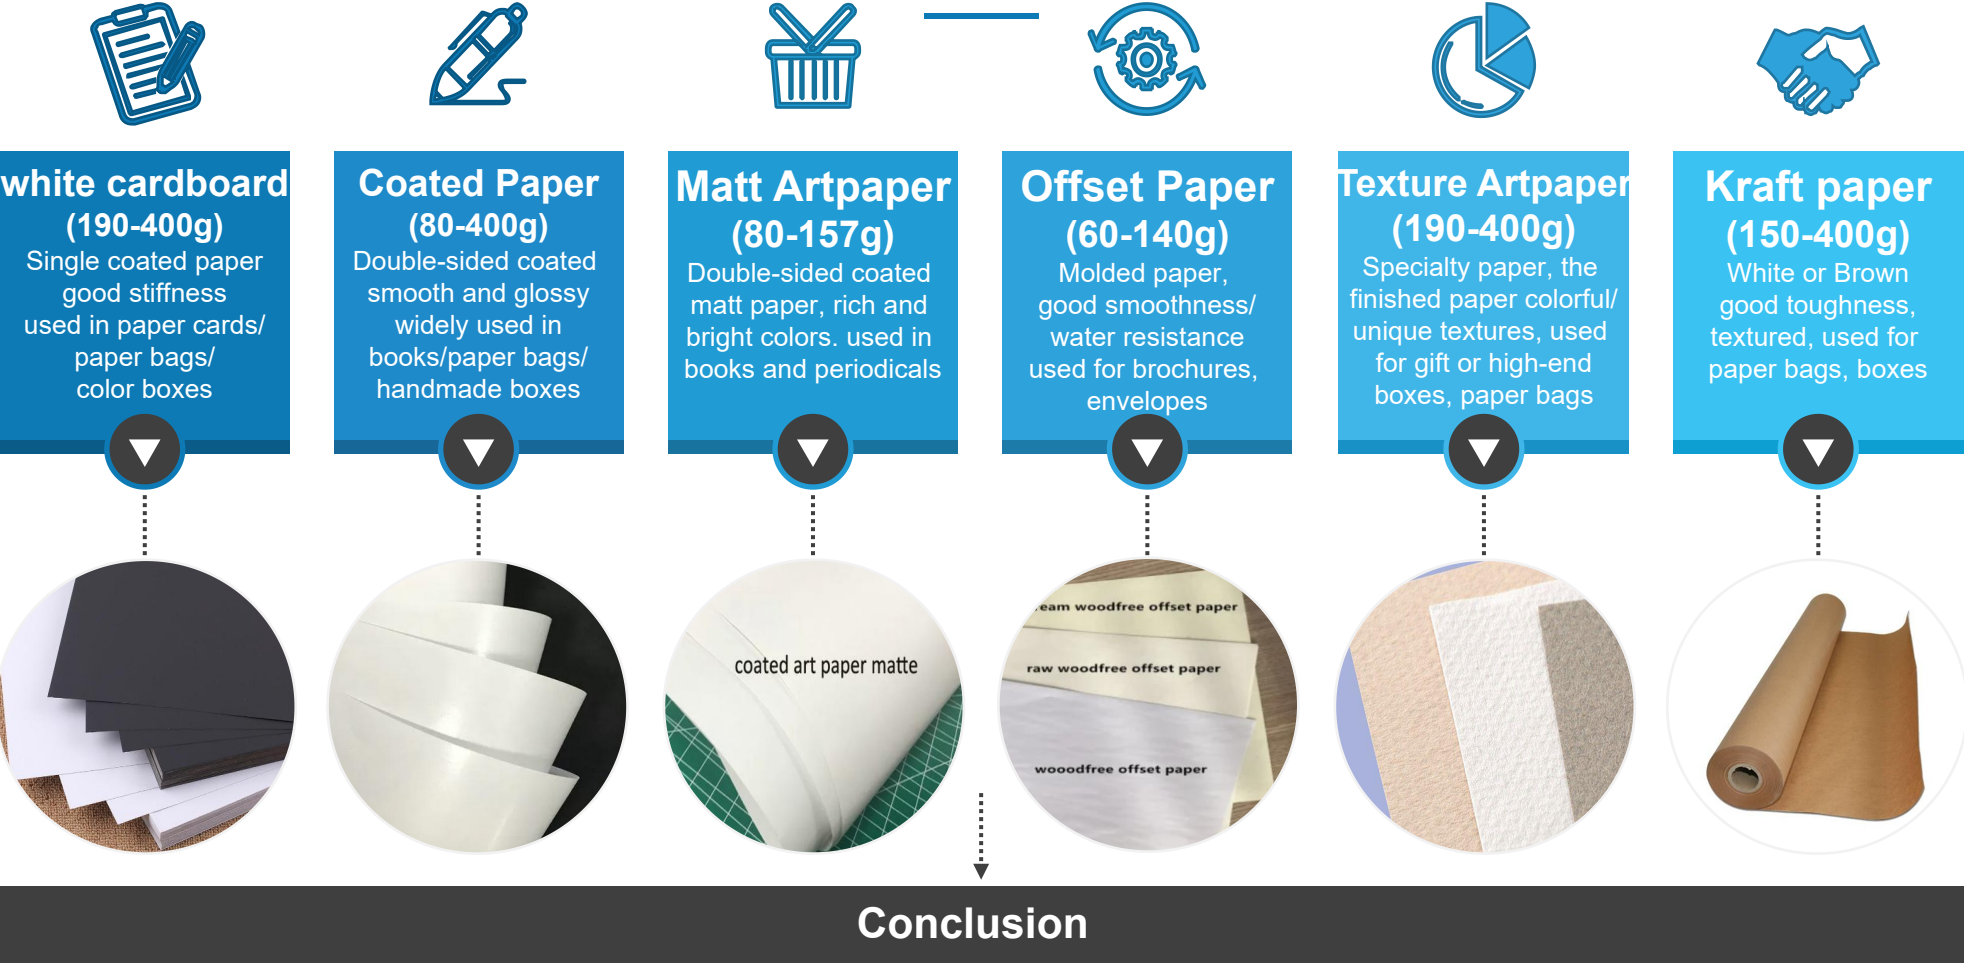 white cardboard
(190-400g)
Single coated paper
good stiffness
used in paper cards/
paper bags/
color boxes
Coated Paper
(80-400g)
Double-sided coated
smooth and glossy
widely used in
books/paper bags/
handmade boxes
Matt Artpaper
(80-157g)
Double-sided coated
matt paper, rich and
bright colors. used in
books and periodicals
Offset Paper
(60-140g)
Molded paper,
good smoothness/
water resistance
used for brochures,
envelopes
Texture Artpaper
(190-400g)
Specialty paper, the
finished paper colorful/
unique textures, used
for gift or high-end
boxes, paper bags
Kraft paper
(150-400g)
White or Brown
good toughness,
textured, used for
paper bags, boxes
coated art paper matte
eam woodfree offset paper
raw woodfree offset paper
wooodfree offset paper
Conclusion